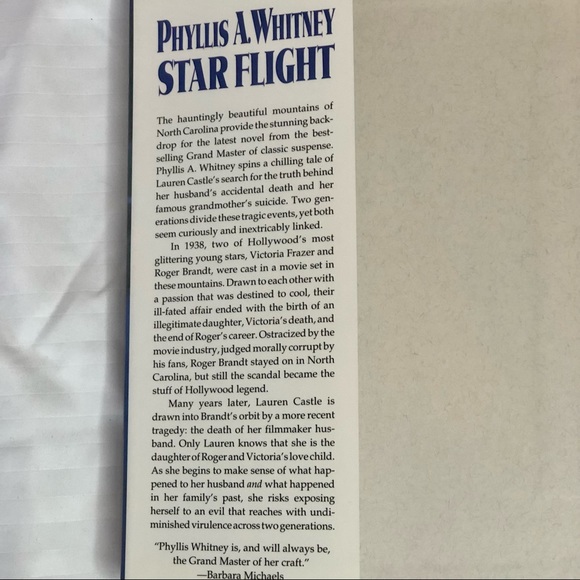 PHYLLIS A. WHITNEY
STAR FLIGHT
The hauntingly beautiful mountains of
North Carolina provide the stunning back-
drop for the latest novel from the best-
selling Grand Master of classic suspense.
Phyllis A. Whitney spins a chilling tale of
Lauren Castle's search for the truth behind
her husband's accidental death and her
famous grandmother's suicide. Two gen-
erations divide these tragic events, yet both
seem curiously and inextricably linked.
In 1938, two of Hollywood's most
glittering young stars, Victoria Frazer and
Roger Brandt, were cast in a movie set in
these mountains. Drawn to each other with
a passion that was destined to cool, their
ill-fated affair ended with the birth of an
illegitimate daughter, Victoria's death, and
the end of Roger's career. Ostracized by the
movie industry, judged morally corrupt by
his fans, Roger Brandt stayed on in North
Carolina, but still the scandal became the
stuff of Hollywood legend.
Many years later, Lauren Castle is
drawn into Brandt's orbit by a more recent
tragedy: the death of her filmmaker hus-
band. Only Lauren knows that she is the
daughter of Roger and Victoria's love child.
As she begins to make sense of what hap-
pened to her husband and what happened
in her family's past, she risks exposing
herself to an evil that reaches with undi-
minished virulence across two generations.
"Phyllis Whitney is, and will always be,
the Grand Master of her craft."
—Barbara Michaels